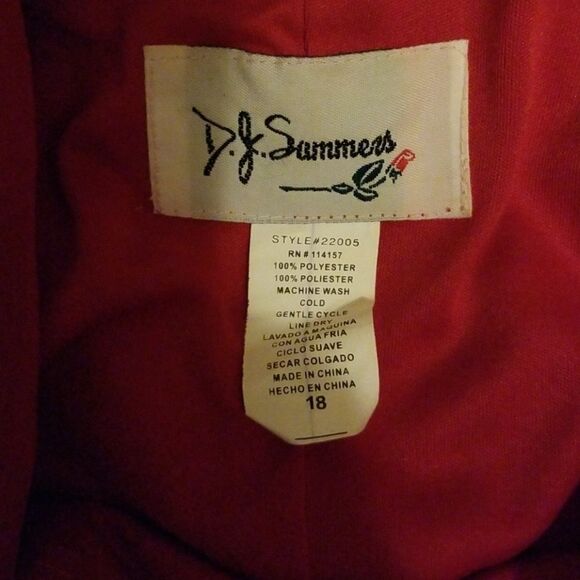 D.J. Summers
STYLE#22005
RN # 114157
100% POLYESTER
100% POLIESTER
MACHINE WASH
COLD
GENTLE CYCLE
LINE DRY
LAVADO A MAQUINA
CON AGUA FRIA
CICLO SUAVE
SECAR COLGADO
MADE IN CHINA
HECHO EN CHINA
18